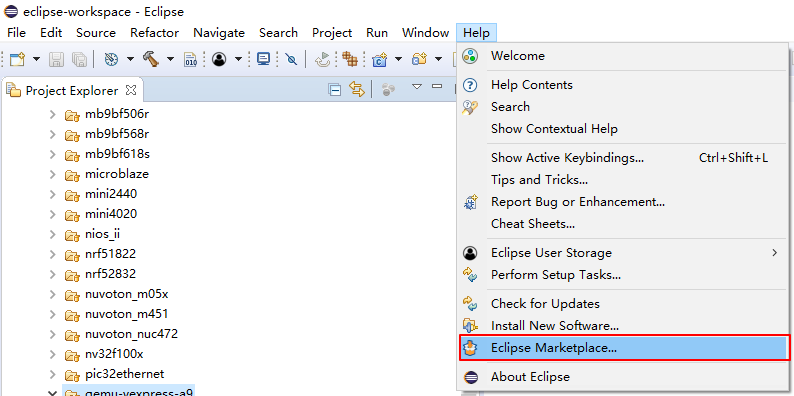 eclipse-workspace - Eclipse
File Edit Source Refactor Navigate Search Project Run Window Help
Project Explorer
mb9bf506r
mb9bf568r
mb9bf618s
microblaze
mini2440
mini4020
nios_ii
nrf51822
nrf52832
nuvoton_m05x
nuvoton_m451
nuvoton_nuc472
nv32f100x
pic32ethernet
qemu-vexpress-a9
Welcome
Help Contents
Search
Show Contextual Help
Show Active Keybindings... Ctrl+Shift+L
Tips and Tricks...
Report Bug or Enhancement...
Cheat Sheets...
Eclipse User Storage
Perform Setup Tasks...
Check for Updates
Install New Software...
Eclipse Marketplace...
About Eclipse